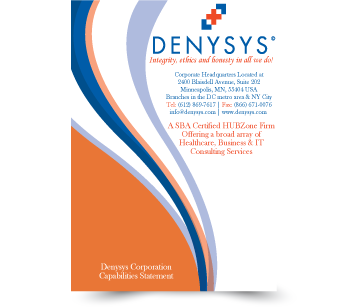 DENYSYS©
Integrity, ethics and honesty in all we do!
Corporate Headquarters Located at
2400 Blaisdell Avenue, Suite 202
Minneapolis, MN, 55404 USA
Branches in the DC metro area & NY City
Tel: (612) 869-7617 | Fax: (866) 671-0076
info@denysys.com | www.denysys.com
A SBA Certified HUBZone Firm
Offering a broad array of
Healthcare, Business & IT
Consulting Services
Denysys Corporation
Capabilities Statement